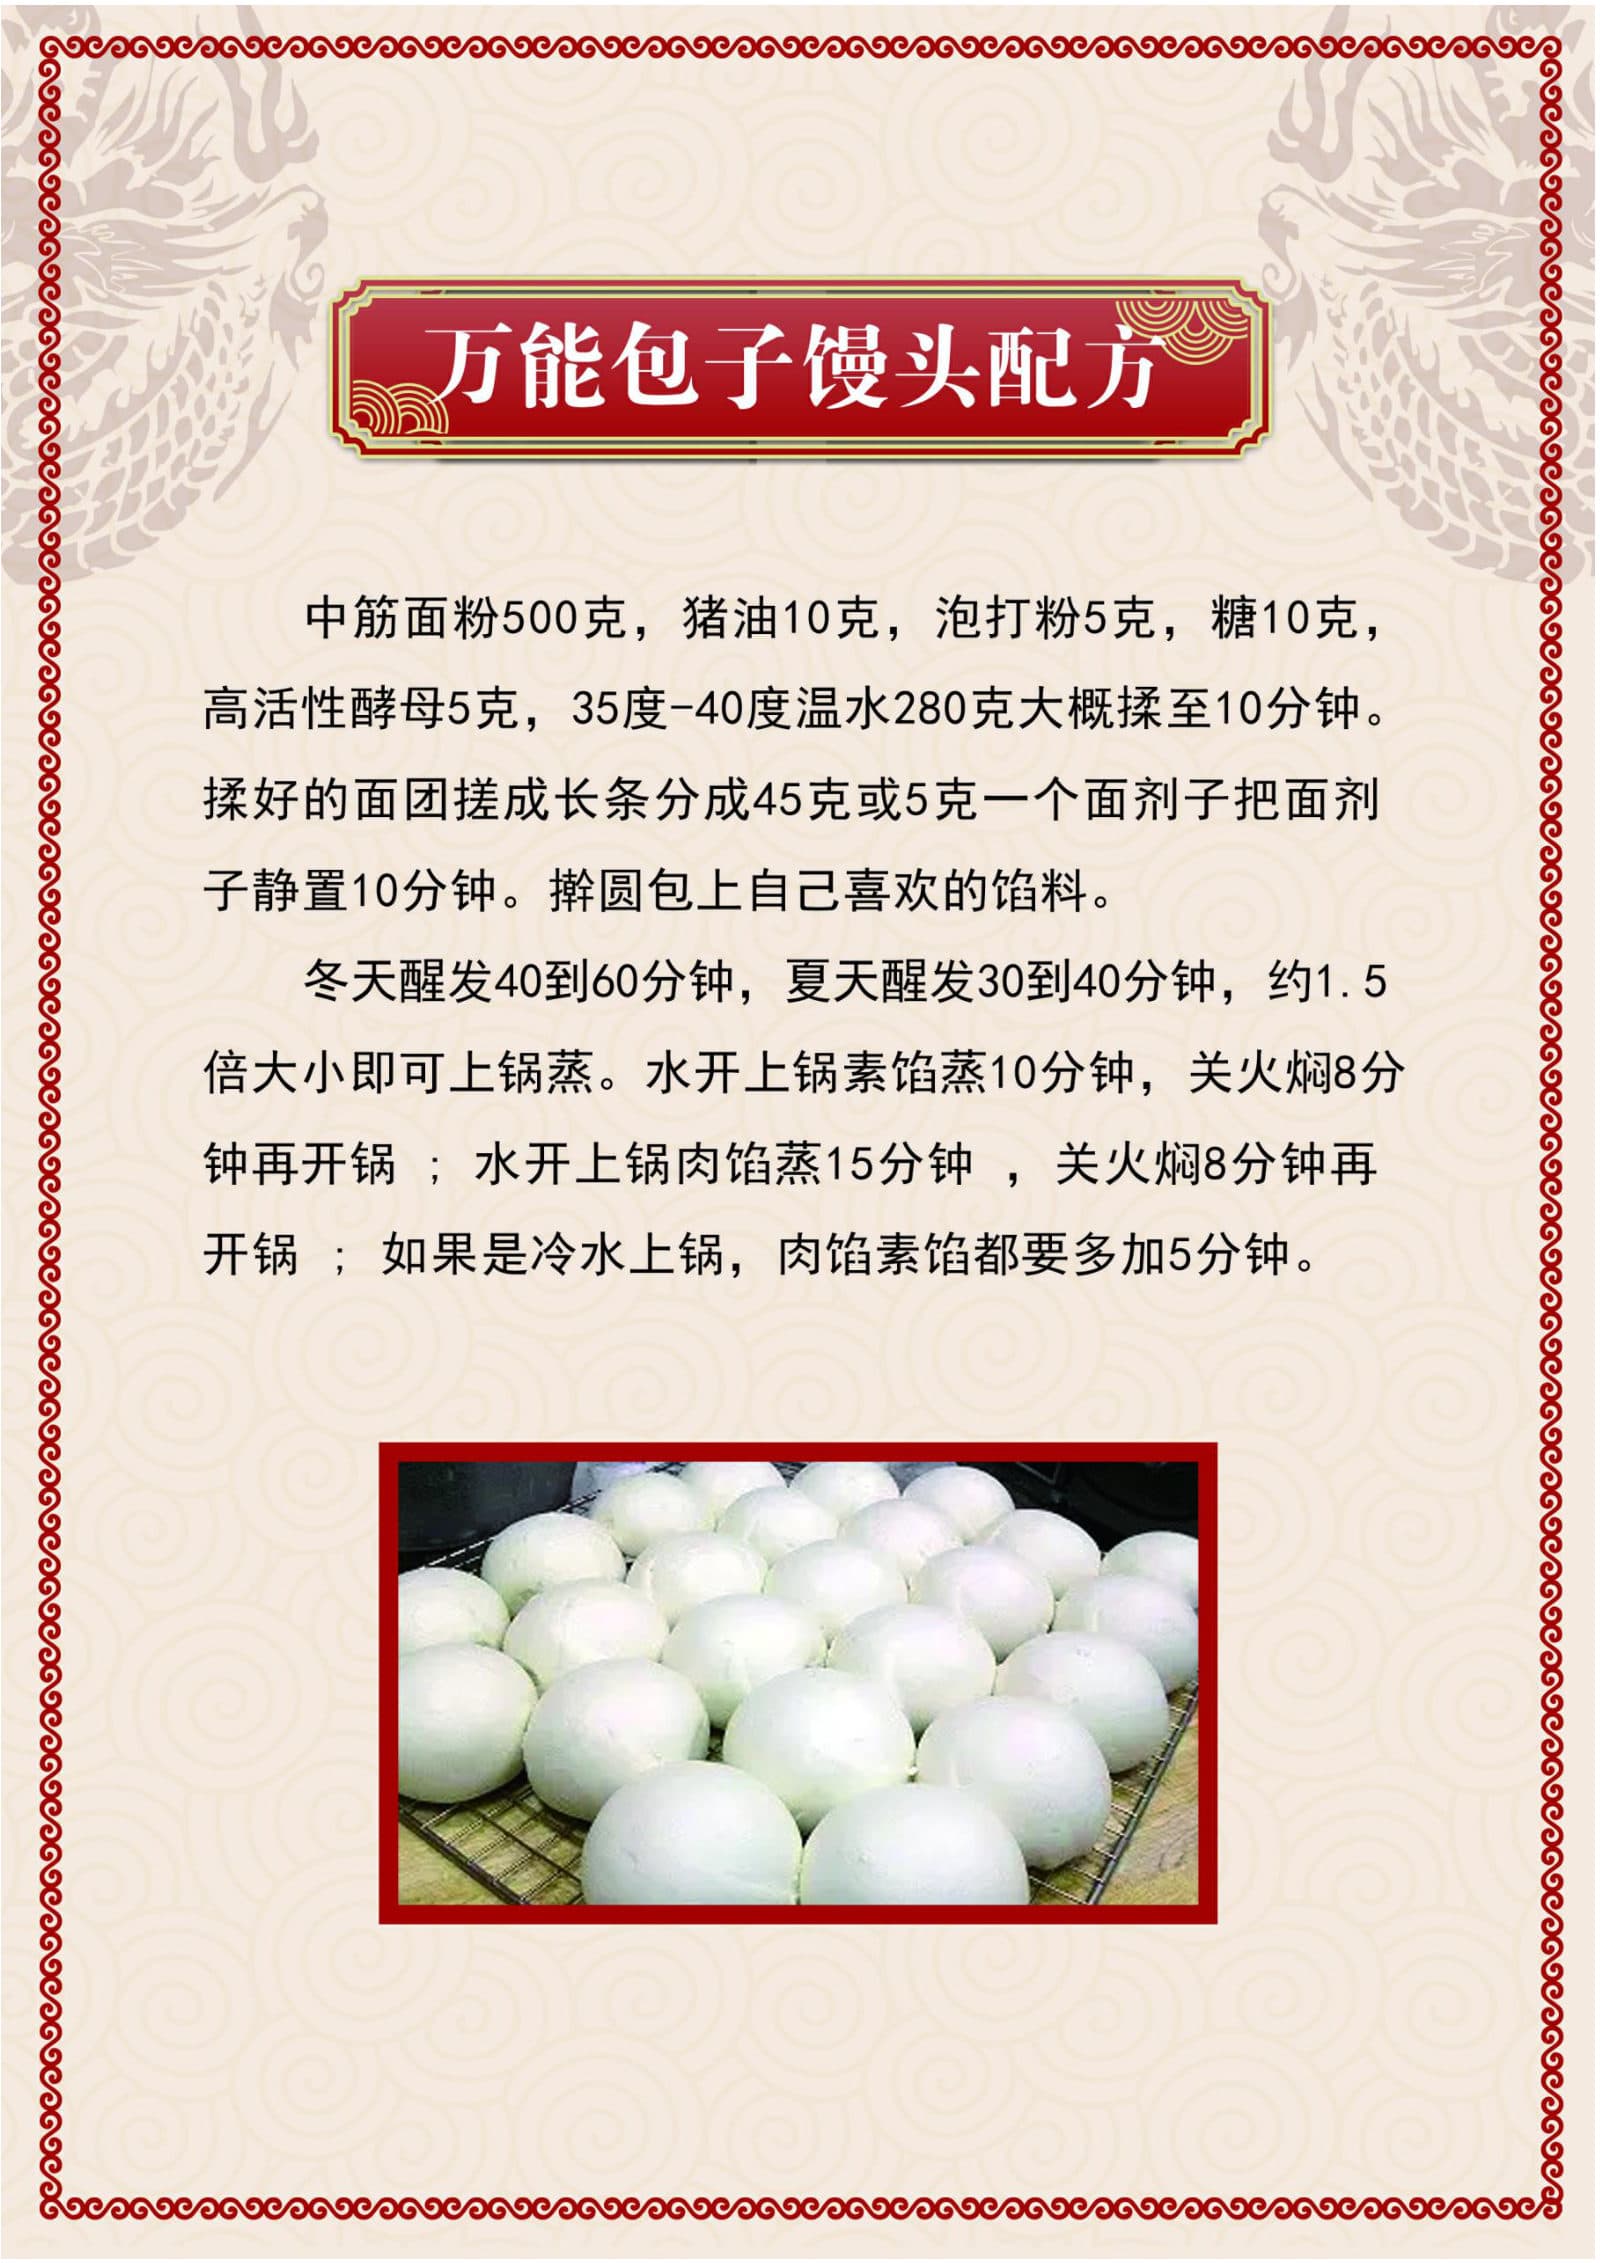 万能包子馒头配方
中筋面粉500克，猪油10克，泡打粉5克，糖10克，
高活性酵母5克，35度-40度温水280克大概揉至10分钟。
揉好的面团搓成长条分成45克或5克一个面剂子把面剂
子静置10分钟。擀圆包上自己喜欢的馅料。
冬天醒发40到60分钟，夏天醒发30到40分钟，约1.5
倍大小即可上锅蒸。水开上锅素馅蒸10分钟，关火焖8分
钟再开锅 ；水开上锅肉馅蒸15分钟 ，关火焖8分钟再
开锅 ；如果是冷水上锅，肉馅素馅都要多加5分钟。